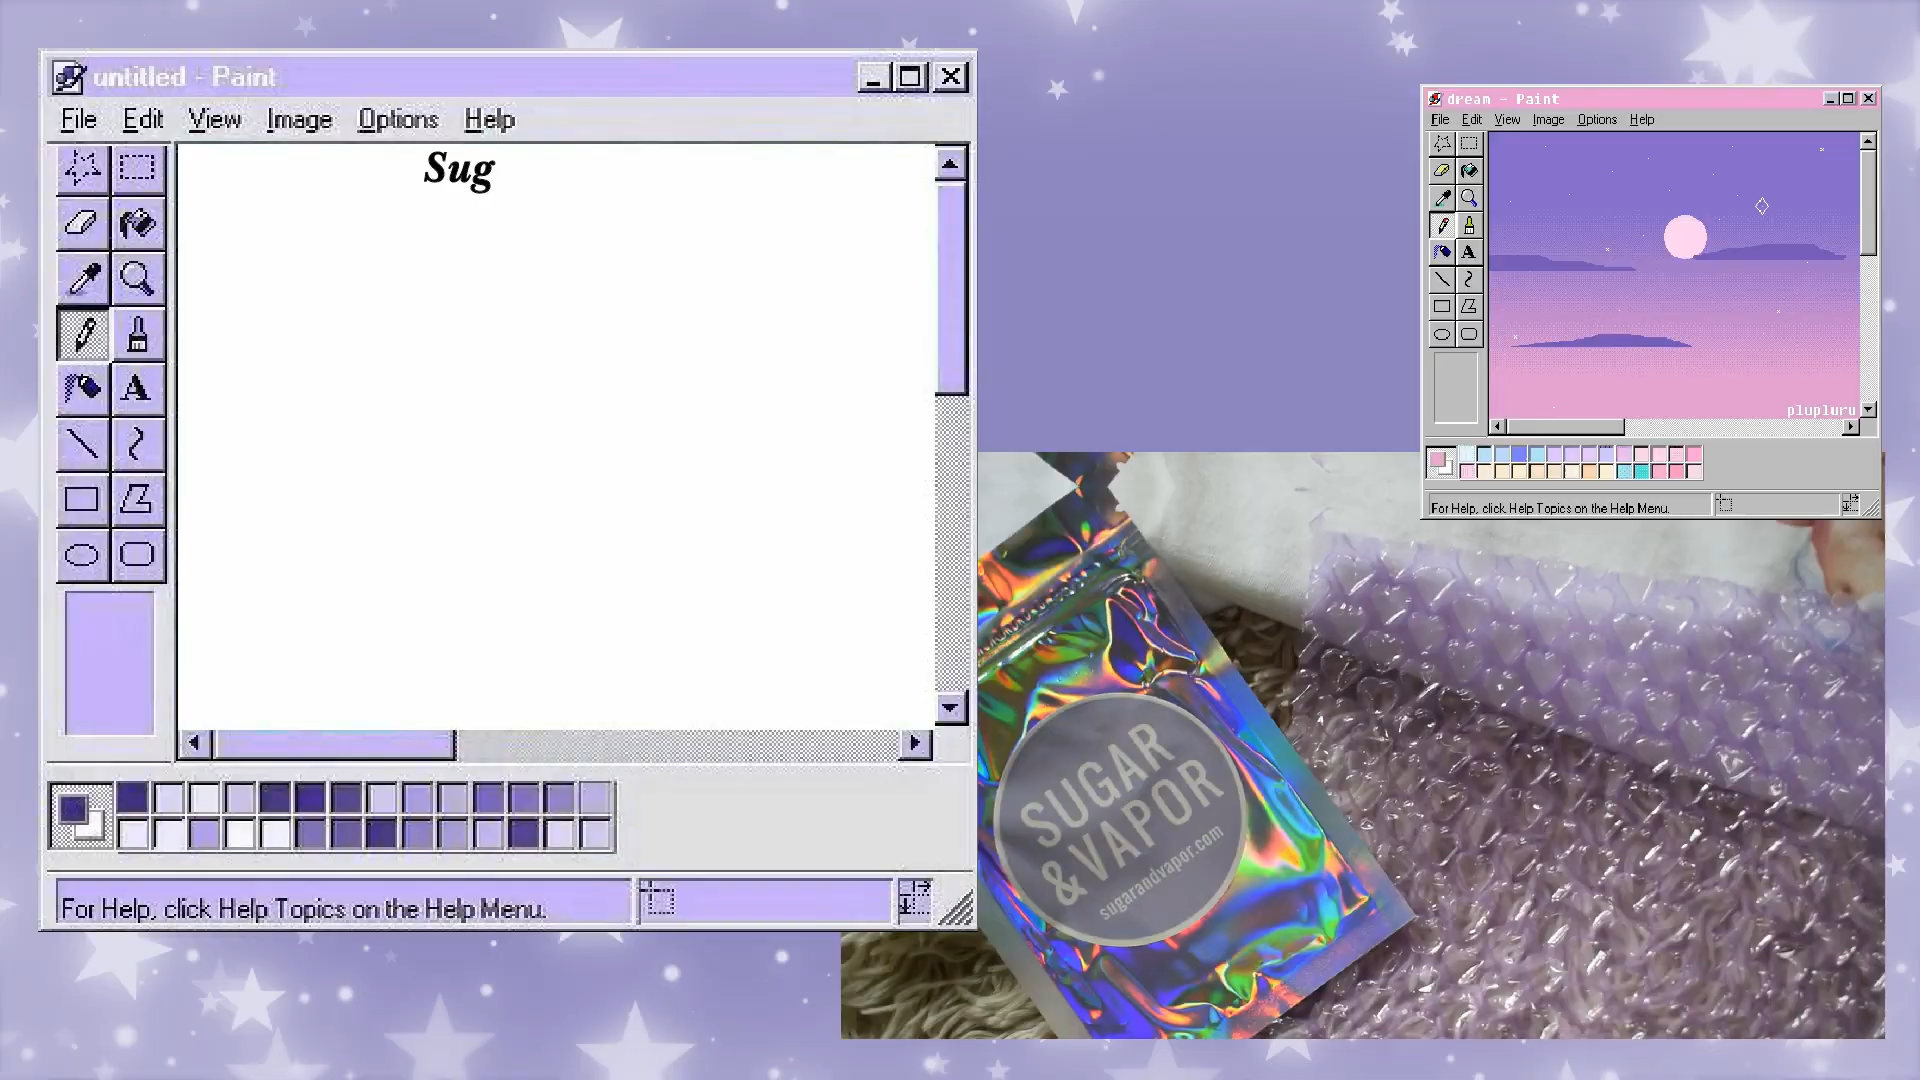 untitled - Paint
File Edit View Image Options Help
Sug
A
For Help, click Help Topics on the Help Menu.
dream - Paint
File Edit View Image Options Help
A
plupluru
For Help, click Help Topics on the Help Menu.
SUGAR
&VAPOR
sugarandvapor.com